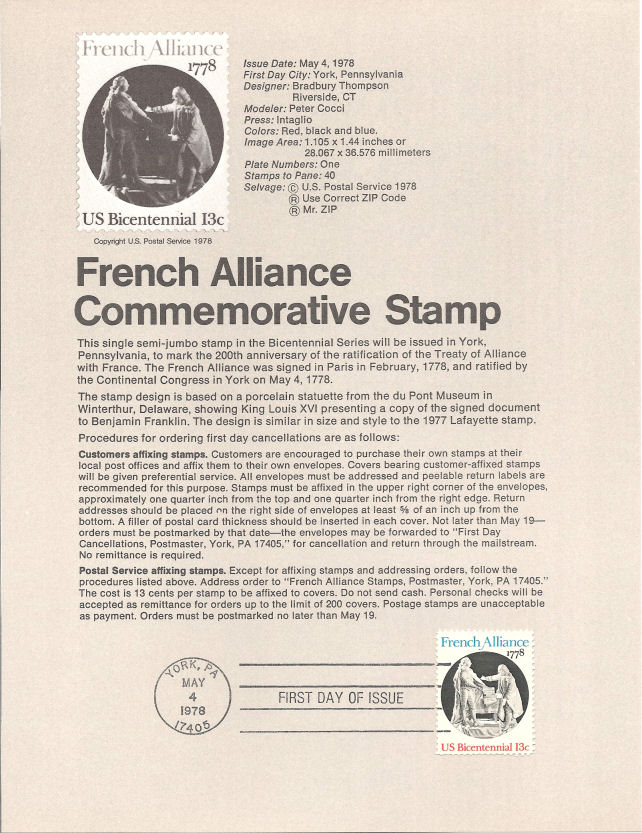 French Alliance
1778
US Bicentennial 13c
Copyright U.S. Postal Service 1978
Issue Date: May 4, 1978
First Day City: York, Pennsylvania
Designer: Bradbury Thompson
Riverside, CT
Modeler: Peter Cocci
Press: Intaglio
Colors: Red, black and blue.
Image Area: 1.105 x 1.44 inches or
28.067 x 36.576 millimeters
Plate Numbers: One
Stamps to Pane: 40
Selvage: © U.S. Postal Service 1978
® Use Correct ZIP Code
® Mr. ZIP
French Alliance
Commemorative Stamp
This single semi-jumbo stamp in the Bicentennial Series will be issued in York,
Pennsylvania, to mark the 200th anniversary of the ratification of the Treaty of Alliance
with France. The French Alliance was signed in Paris in February, 1778, and ratified by
the Continental Congress in York on May 4, 1778.
The stamp design is based on a porcelain statuette from the du Pont Museum in
Winterthur, Delaware, showing King Louis XVI presenting a copy of the signed document
to Benjamin Franklin. The design is similar in size and style to the 1977 Lafayette stamp.
Procedures for ordering first day cancellations are as follows:
Customers affixing stamps. Customers are encouraged to purchase their own stamps at their
local post offices and affix them to their own envelopes. Covers bearing customer-affixed stamps
will be given preferential service. All envelopes must be addressed and peelable return labels are
recommended for this purpose. Stamps must be affixed in the upper right corner of the envelopes,
approximately one quarter inch from the top and one quarter inch from the right edge. Return
addresses should be placed on the right side of envelopes at least ⅝ of an inch up from the
bottom. A filler of postal card thickness should be inserted in each cover. Not later than May 19—
orders must be postmarked by that date—the envelopes may be forwarded to "First Day
Cancellations, Postmaster, York, PA 17405," for cancellation and return through the mailstream.
No remittance is required.
Postal Service affixing stamps. Except for affixing stamps and addressing orders, follow the
procedures listed above. Address order to "French Alliance Stamps, Postmaster, York, PA 17405."
The cost is 13 cents per stamp to be affixed to covers. Do not send cash. Personal checks will be
accepted as remittance for orders up to the limit of 200 covers. Postage stamps are unacceptable
as payment. Orders must be postmarked no later than May 19.
YORK, PA
MAY
4
1978
17405
FIRST DAY OF ISSUE
French Alliance
1778
US Bicentennial 13c